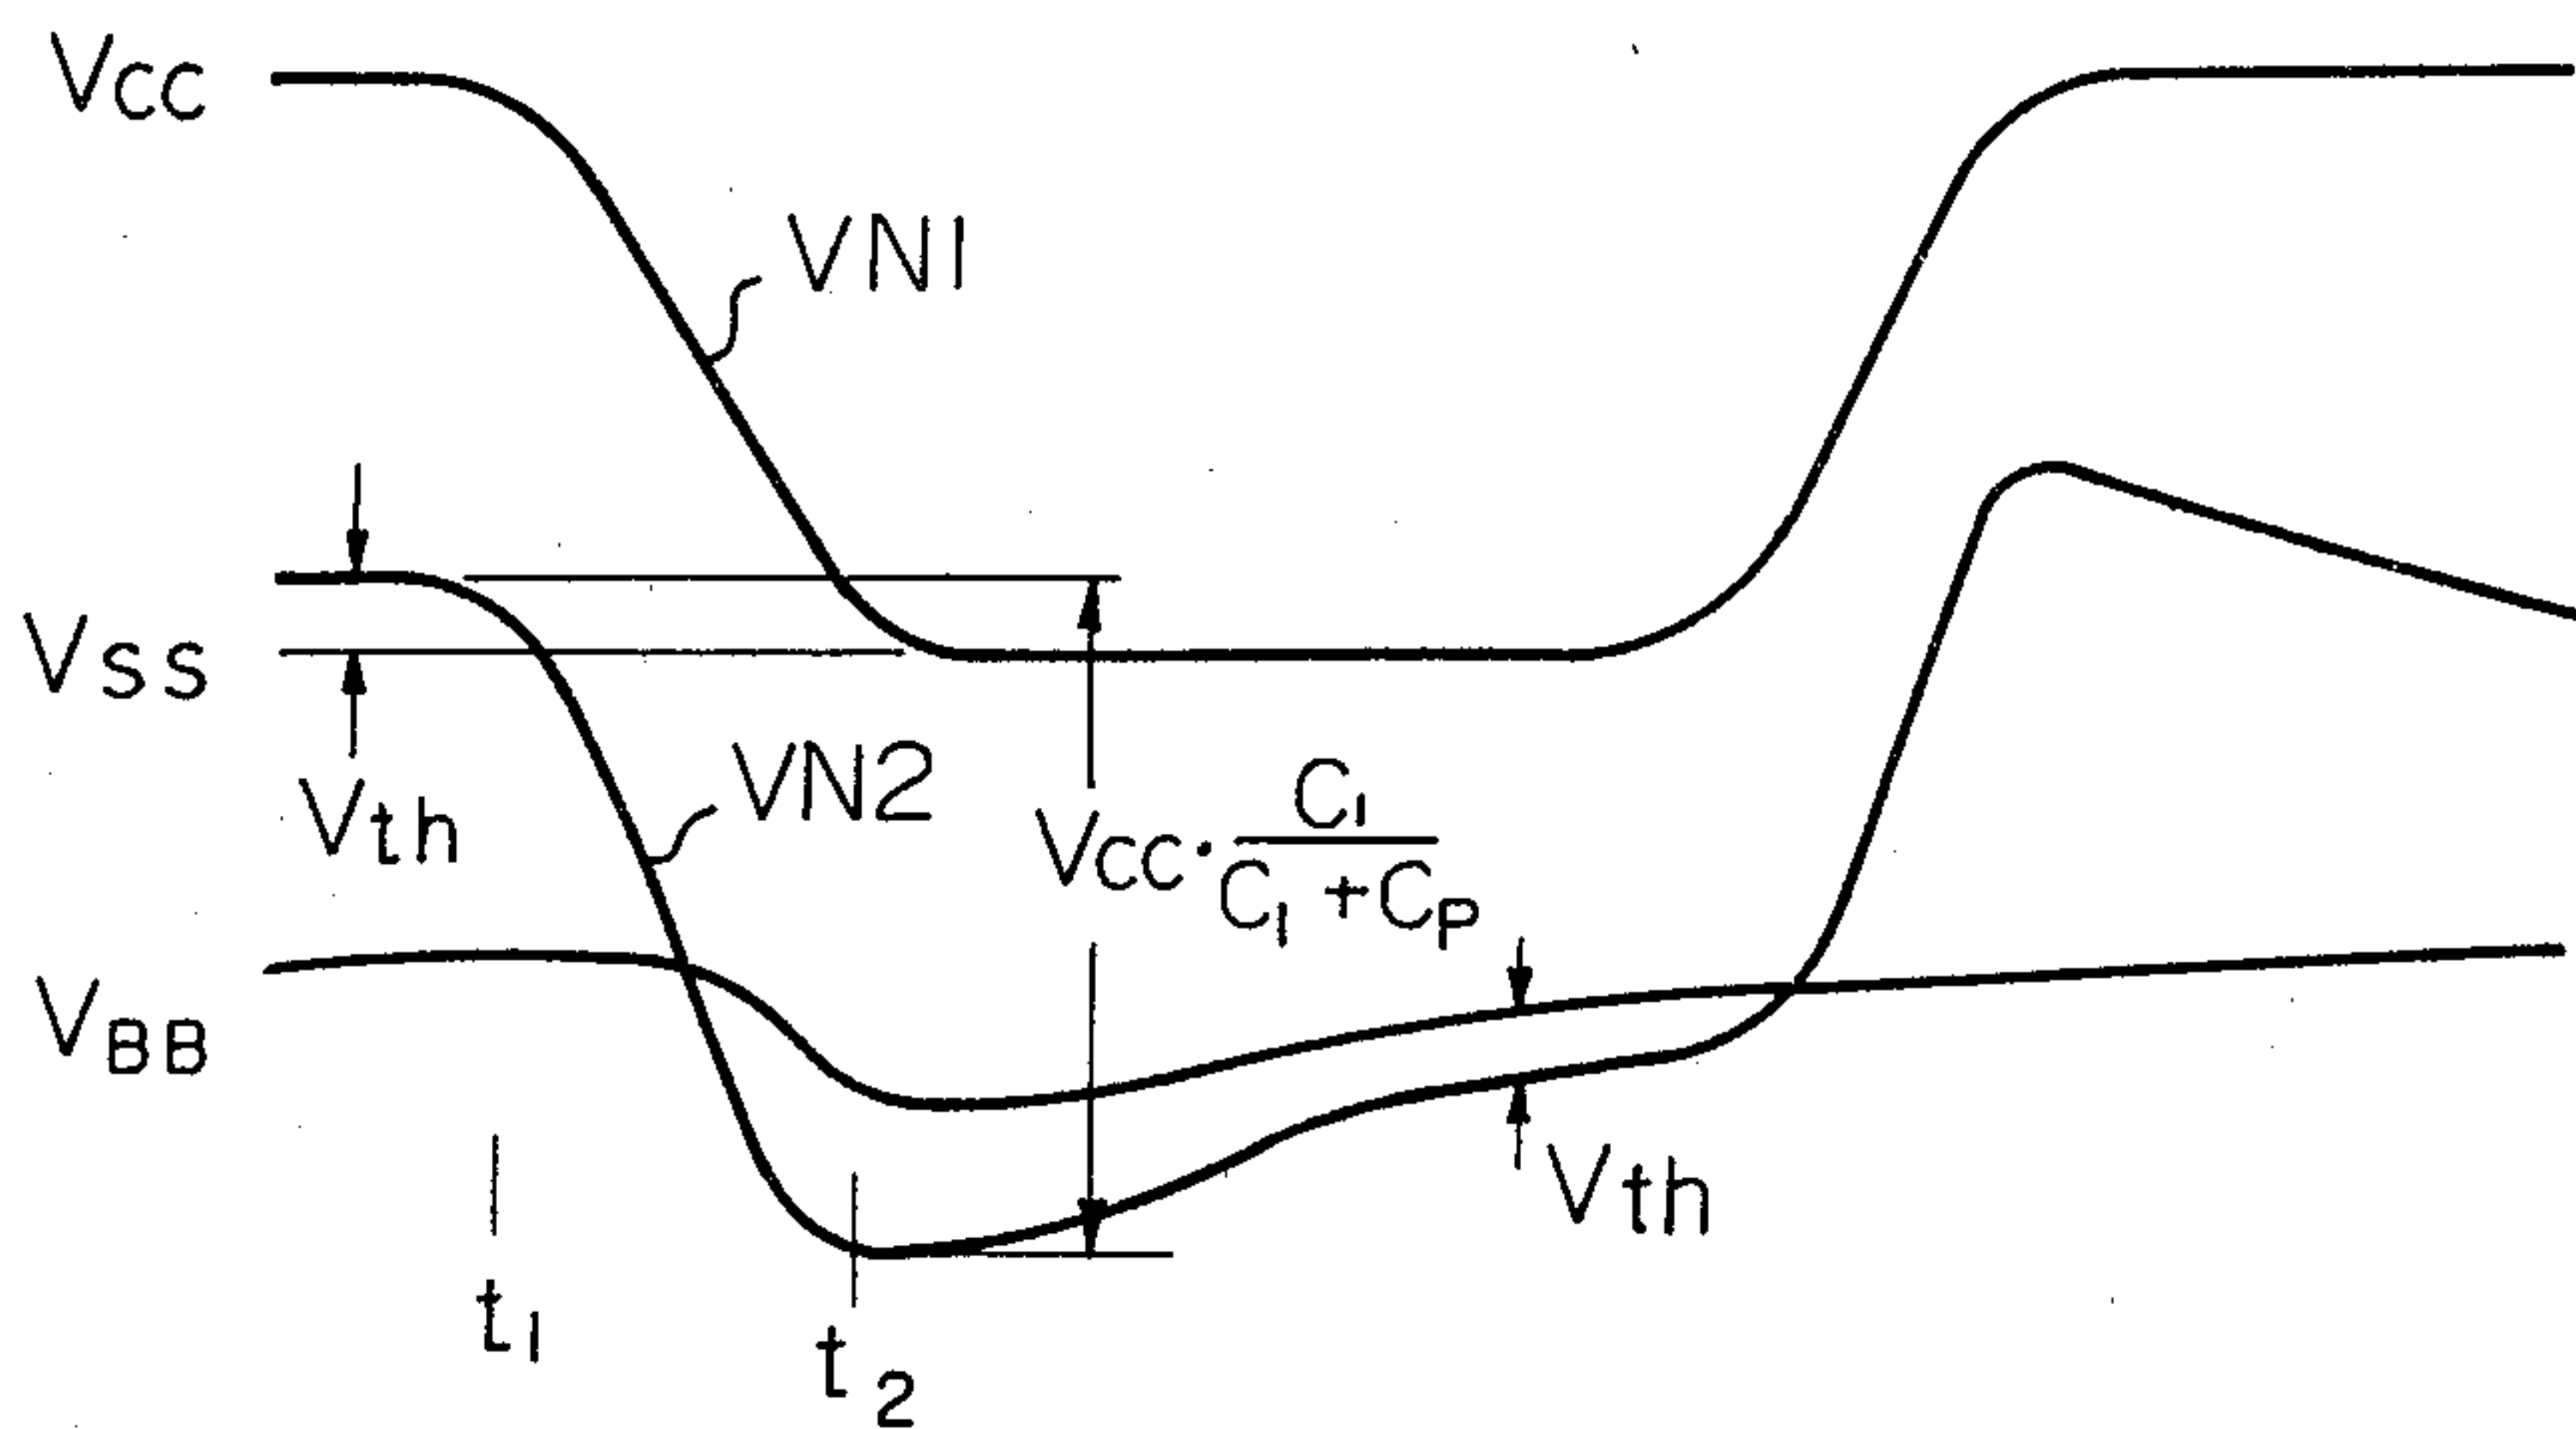 VCC
VN1
VSS
Vth
VN2
VCC · C1 / C1 + CP
VBB
Vth
t1
t2